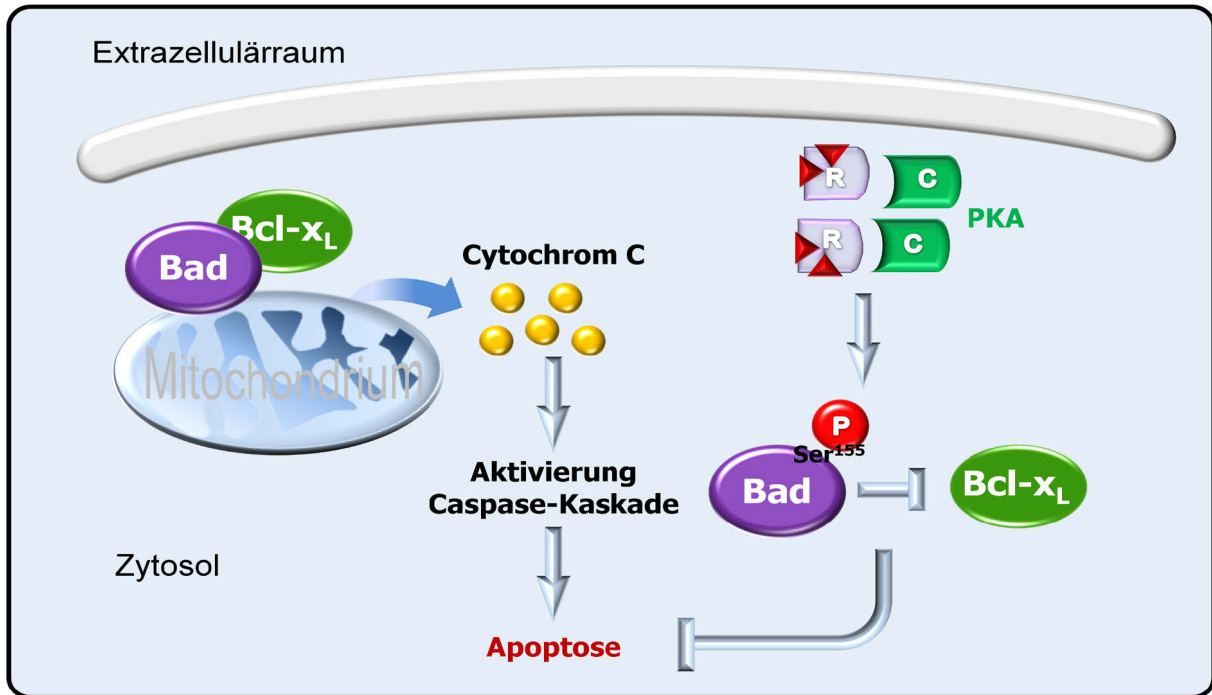 Extrazellulärraum
R
C
PKA
R
C
Bcl-xL
Bad
Cytochrom C
Mitochondrium
P
Ser155
Aktivierung
Caspase-Kaskade
Bad
Bcl-xL
Zytosol
Apoptose